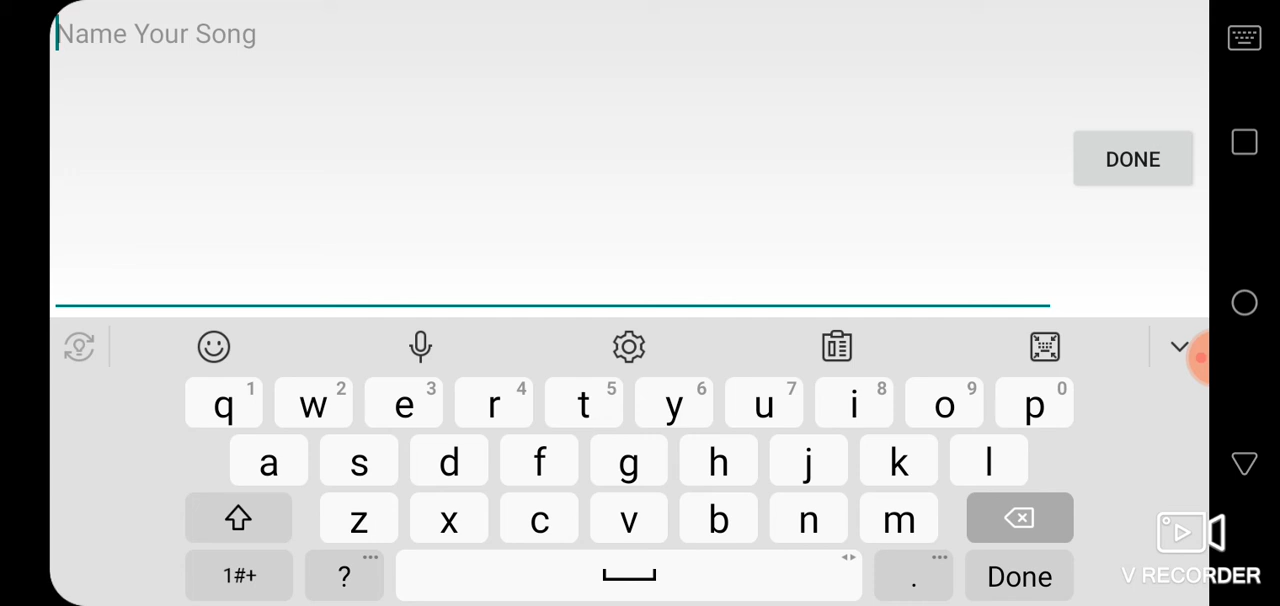 Name Your Song
DONE
q 1 w 2 e 3 r 4 t 5 y 6 u 7 i 8 o 9 p 0
a s d f g h j k l
z x c v b n m
1#+ ? . Done
V RECORDER